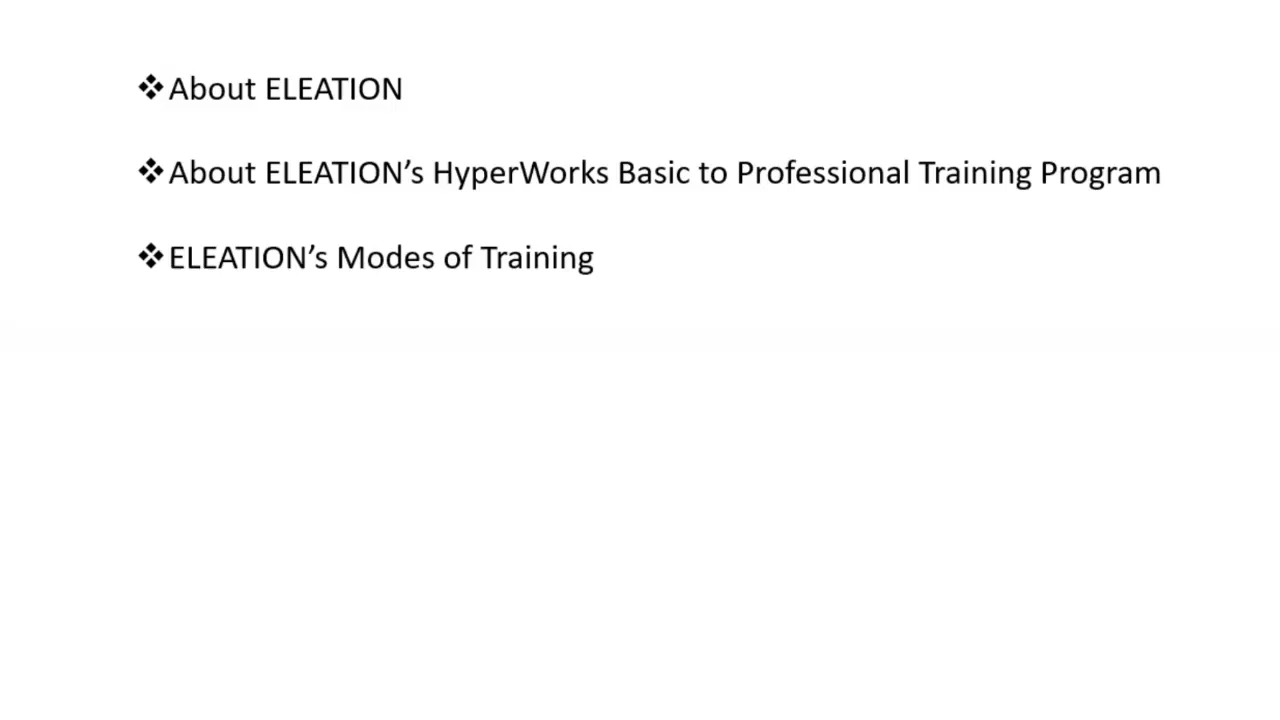 ❖About ELEATION
❖About ELEATION’s HyperWorks Basic to Professional Training Program
❖ELEATION’s Modes of Training